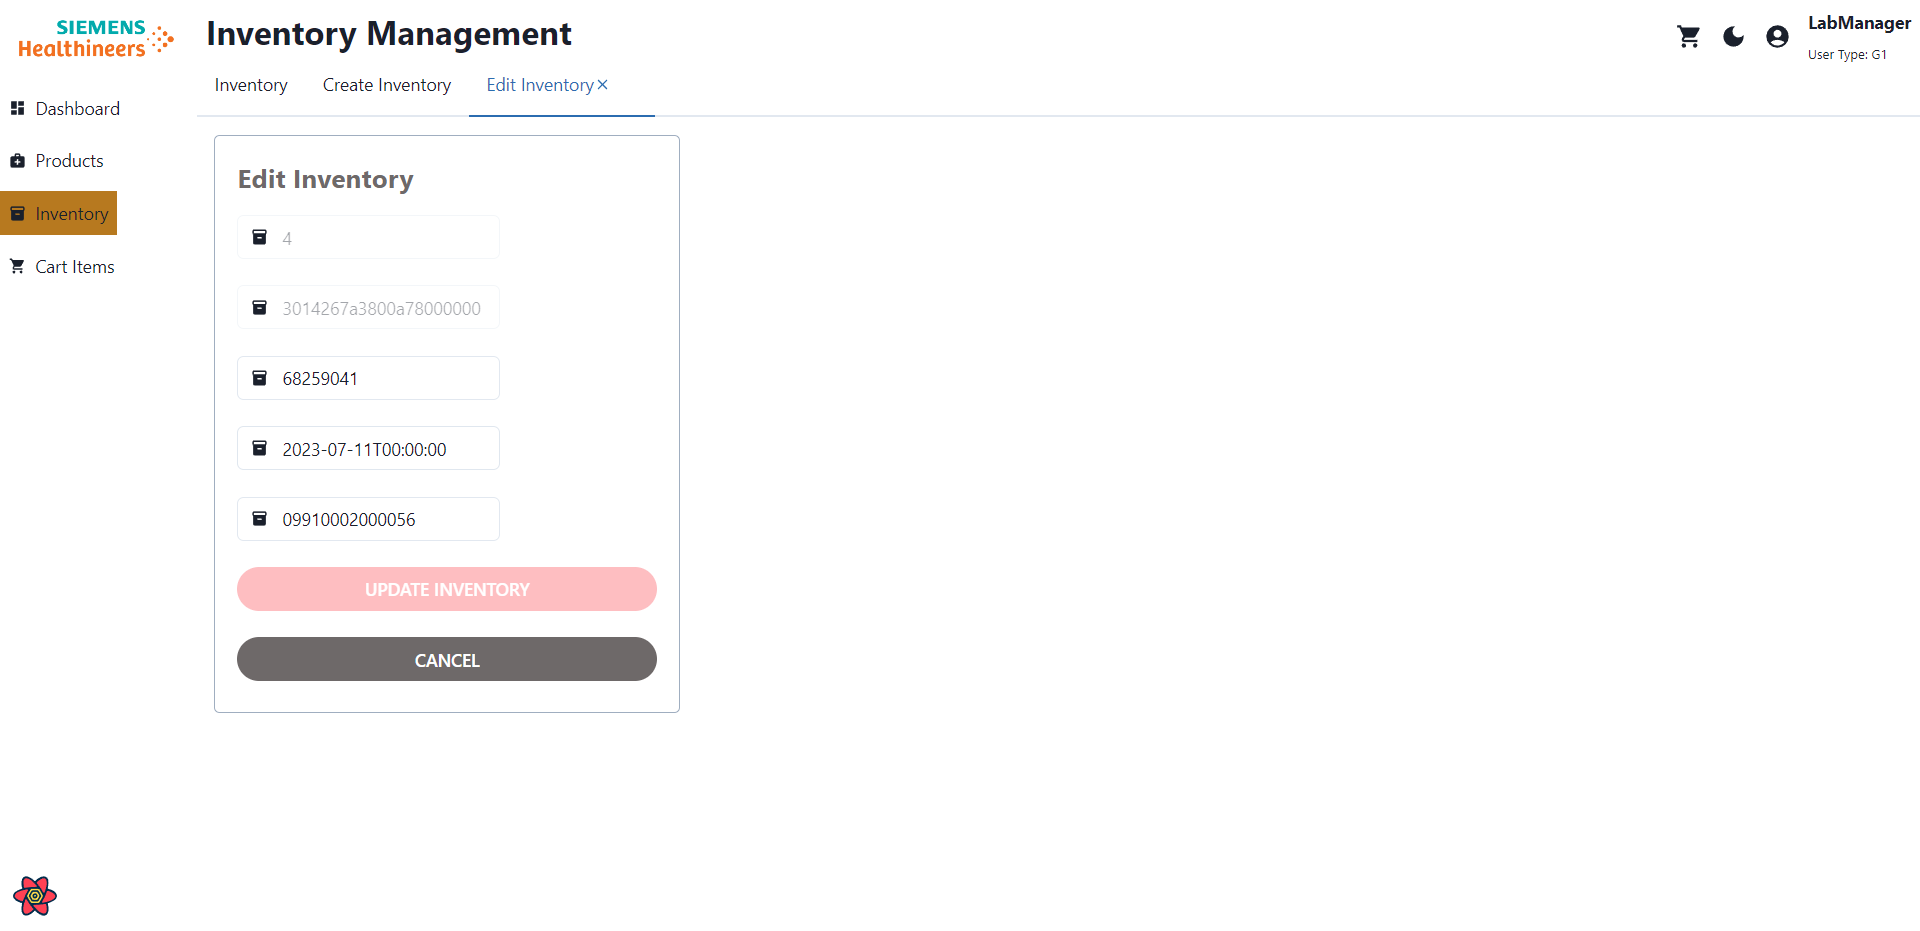 SIEMENS
Healthineers
Inventory Management
LabManager
User Type: G1
Inventory
Create Inventory
Edit Inventory
Dashboard
Products
Inventory
Cart Items
Edit Inventory
4
3014267a3800a78000000
68259041
2023-07-11T00:00:00
09910002000056
UPDATE INVENTORY
CANCEL